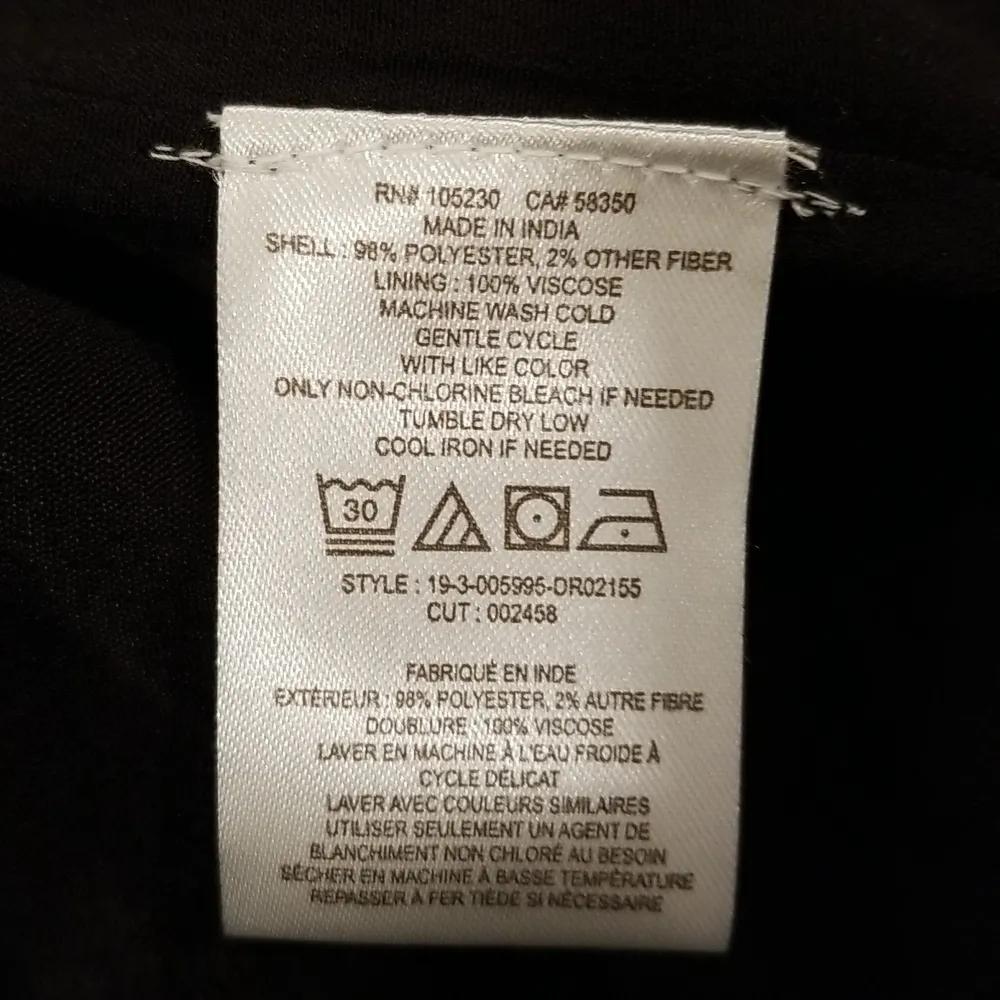 RN# 105230 CA# 58350
MADE IN INDIA
SHELL : 98% POLYESTER, 2% OTHER FIBER
LINING : 100% VISCOSE
MACHINE WASH COLD
GENTLE CYCLE
WITH LIKE COLOR
ONLY NON-CHLORINE BLEACH IF NEEDED
TUMBLE DRY LOW
COOL IRON IF NEEDED
30
STYLE : 19-3-005995-DR02155
CUT : 002458
FABRIQUÉ EN INDE
EXTÉRIEUR : 98% POLYESTER, 2% AUTRE FIBRE
DOUBLURE : 100% VISCOSE
LAVER EN MACHINE À L'EAU FROIDE À
CYCLE DÉLICAT
LAVER AVEC COULEURS SIMILAIRES
UTILISER SEULEMENT UN AGENT DE
BLANCHIMENT NON CHLORÉ AU BESOIN
SÉCHER EN MACHINE À BASSE TEMPÉRATURE
REPASSER À FER TIÈDE SI NÉCESSAIRE